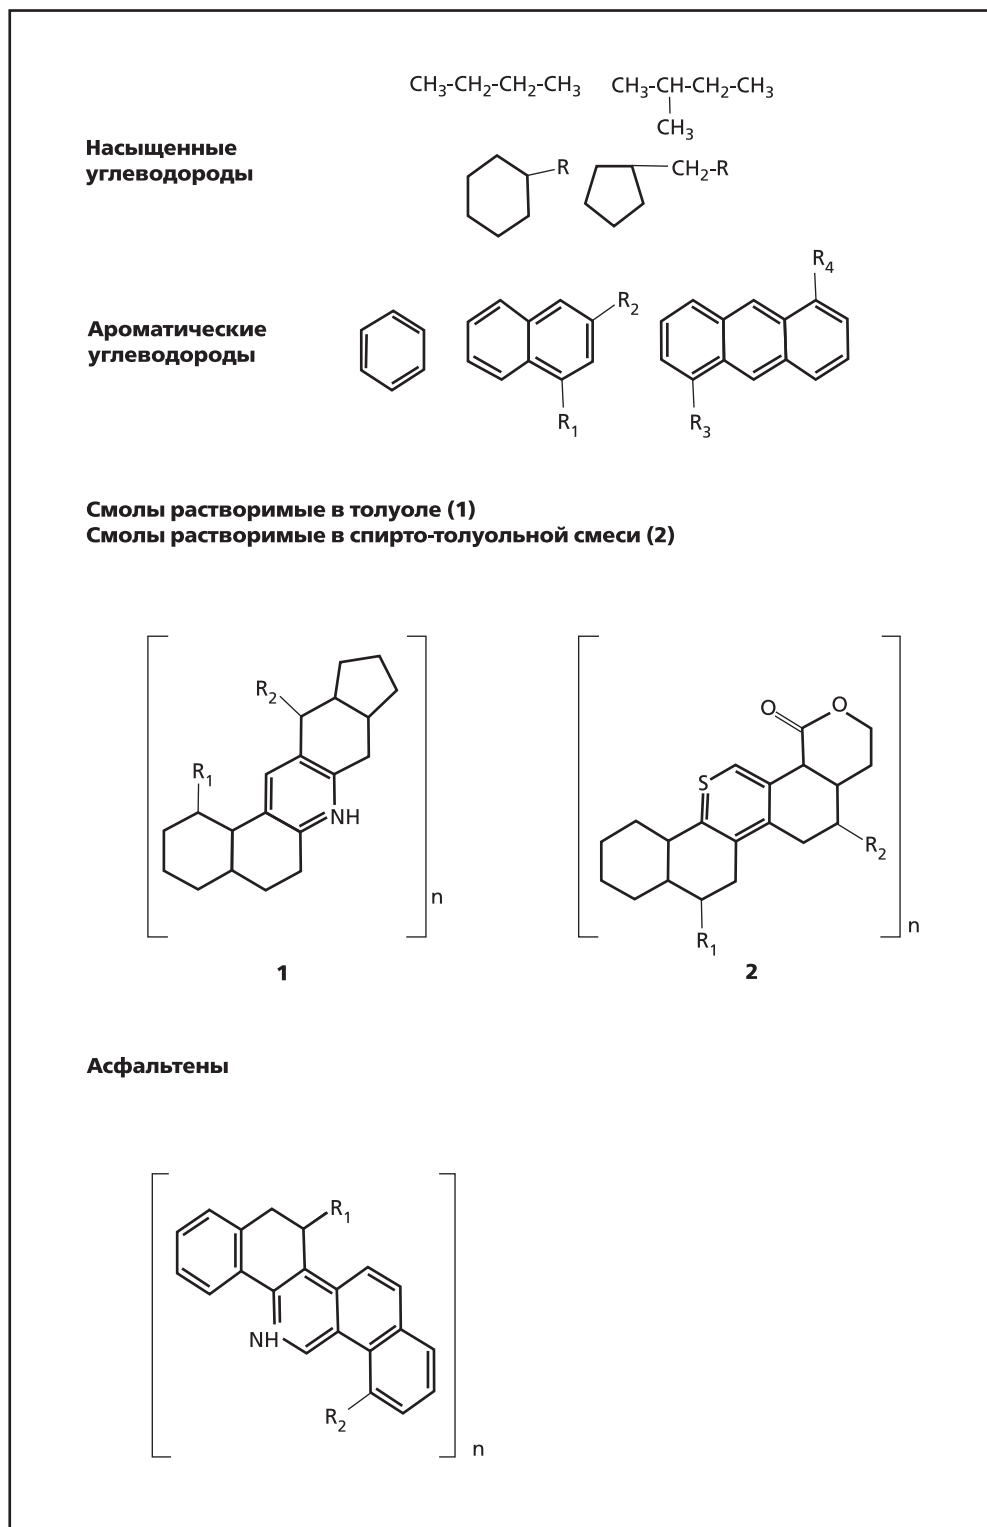 CH₃-CH₂-CH₂-CH₃ CH₃-CH-CH₂-CH₃
CH₃
Насыщенные
углеводороды
R CH₂-R
R₄
R₂
Ароматические
углеводороды
R₁ R₃
Смолы растворимые в толуоле (1)
Смолы растворимые в спирто-толуольной смеси (2)
R₂
O O
R₁
S
NH
R₂
n
n
R₁
1 2
Асфальтены
R₁
NH
R₂
n